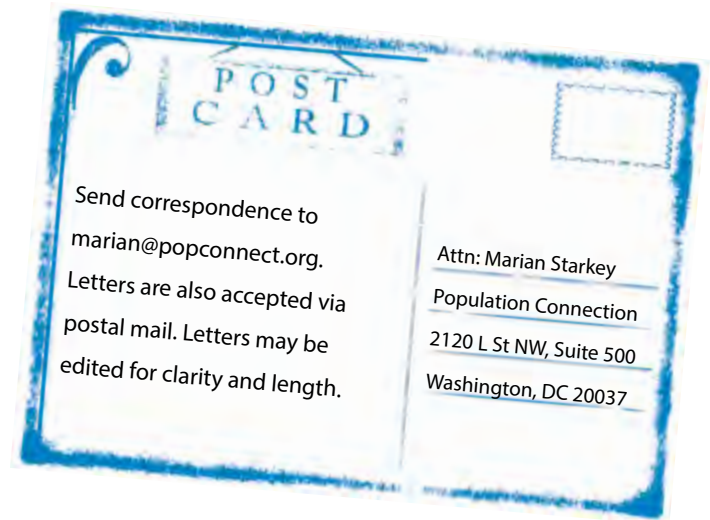 POST
CARD
Send correspondence to
marian@popconnect.org.
Letters are also accepted via
postal mail. Letters may be
edited for clarity and length.
Attn: Marian Starkey
Population Connection
2120 L St NW, Suite 500
Washington, DC 20037